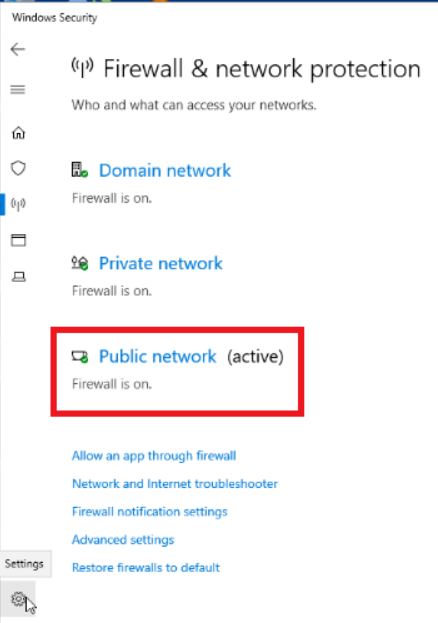 Windows Security
Firewall & network protection
Who and what can access your networks.
Domain network
Firewall is on.
Private network
Firewall is on.
Public network (active)
Firewall is on.
Allow an app through firewall
Network and Internet troubleshooter
Firewall notification settings
Advanced settings
Settings
Restore firewalls to default